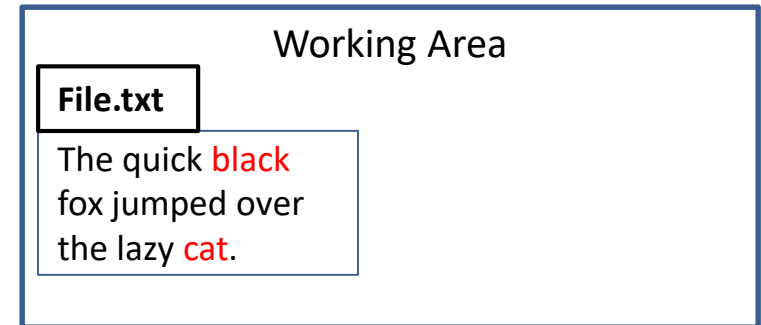 Working Area
File.txt
The quick black
fox jumped over
the lazy cat.